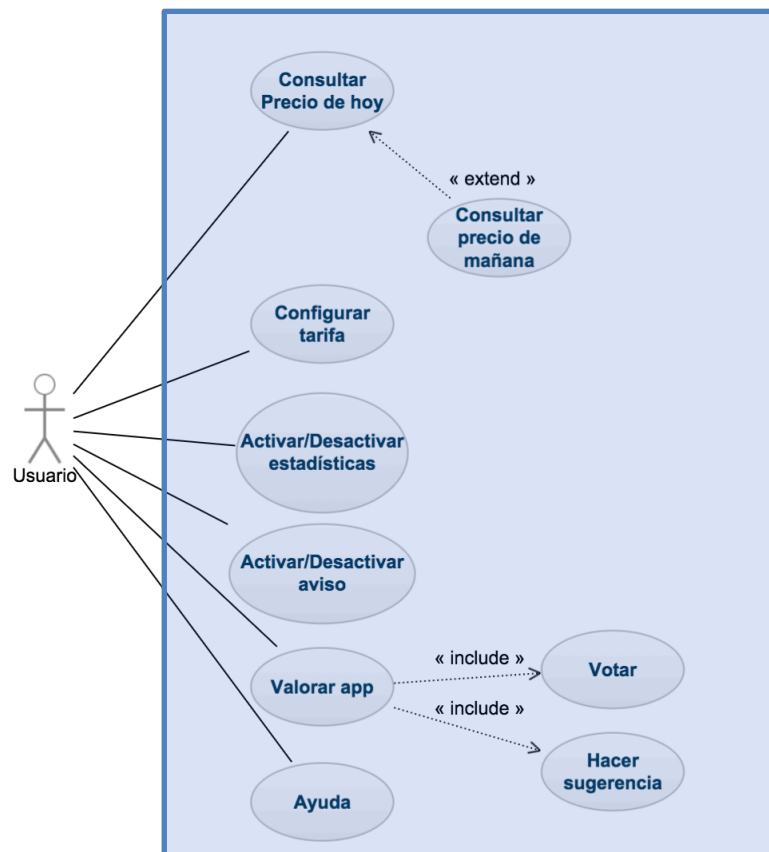 Consultar
Precio de hoy
« extend »
Consultar
precio de
mañana
Configurar
tarifa
Usuario
Activar/Desactivar
estadísticas
Activar/Desactivar
aviso
Valorar app
« include »
Votar
« include »
Hacer
sugerencia
Ayuda